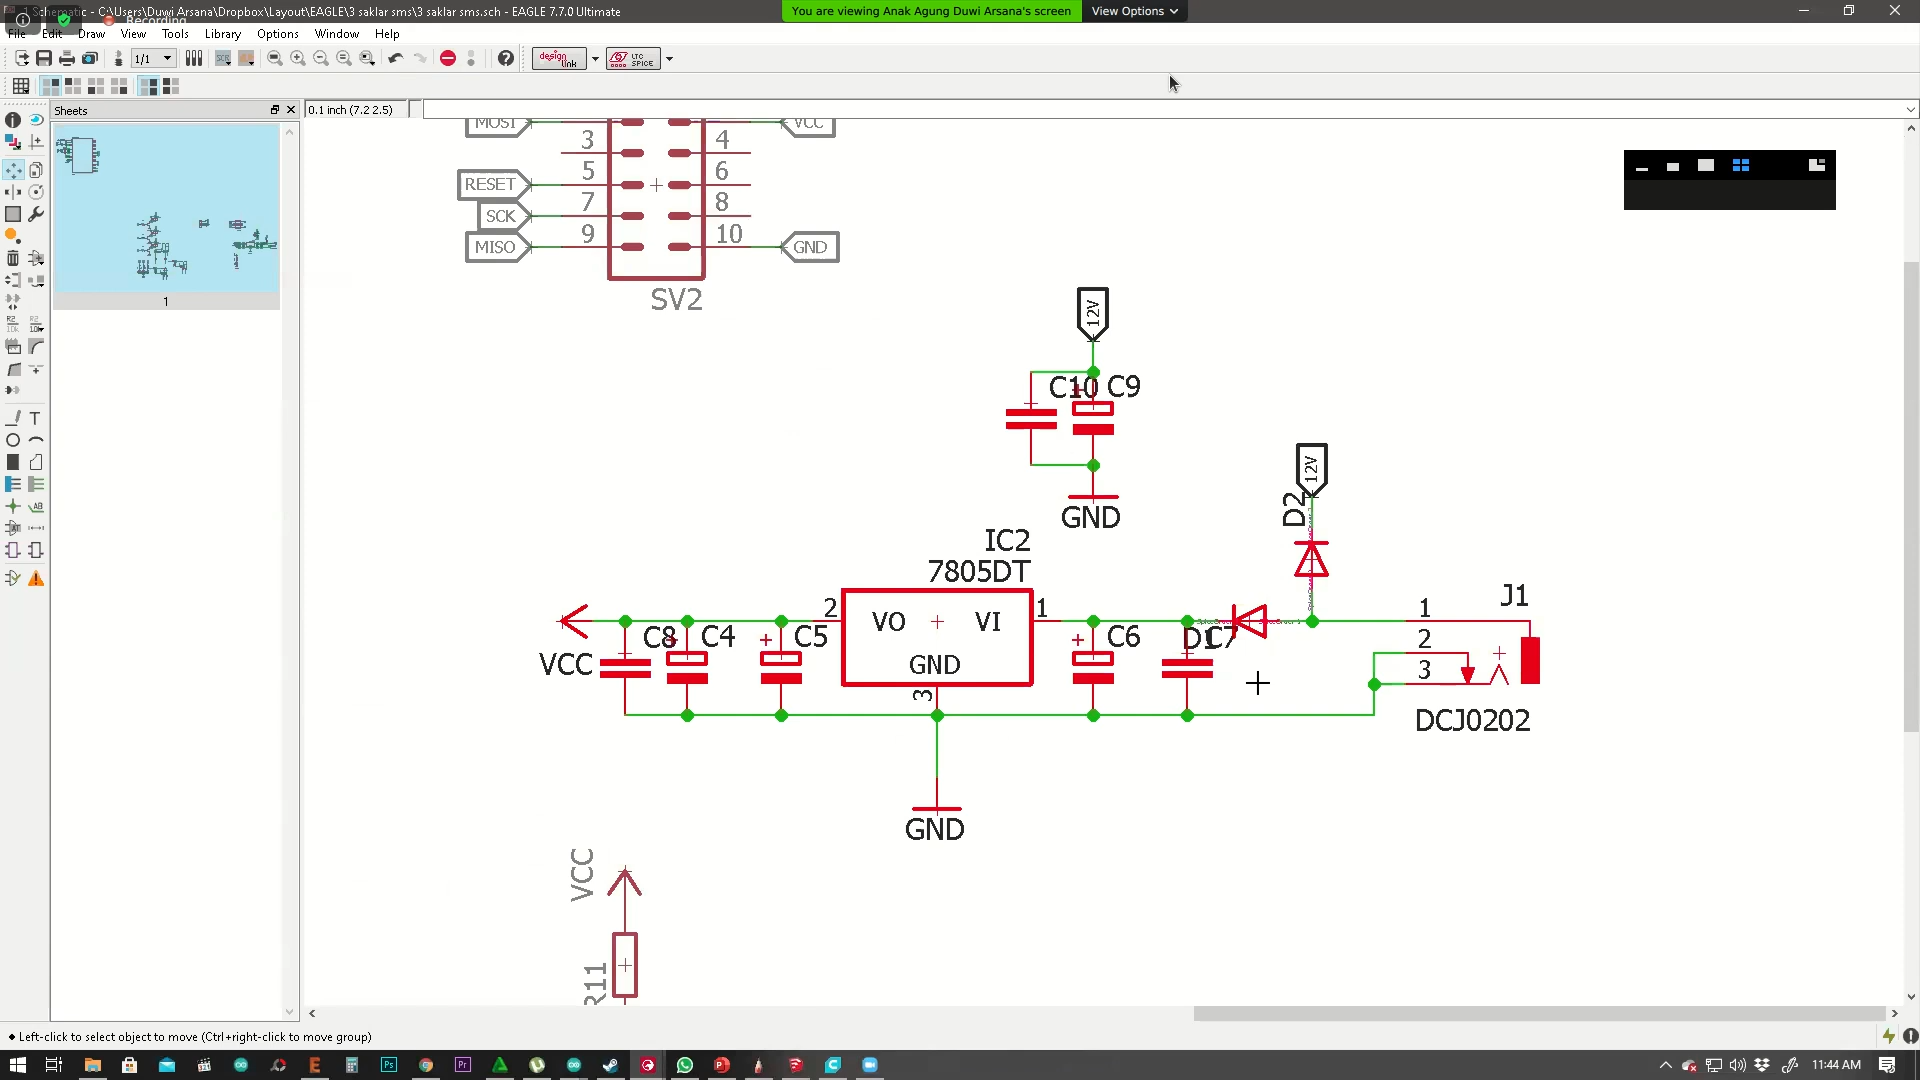 1 Schematic - C:\Users\Duwi Arsana\Dropbox\Layout\EAGLE\3 saklar sms\3 saklar sms.sch - EAGLE 7.7.0 Ultimate
Recording
You are viewing Anak Agung Duwi Arsana's screen
View Options
File Edit Draw View Tools Library Options Window Help
1/1
design link
LTC SPICE
Sheets
0.1 inch (7.2 2.5)
1
MOSI
3
4
VCC
5
6
RESET
7
8
SCK
9
10
MISO
GND
SV2
12V
C10
C9
GND
12V
D2
IC2
7805DT
2
VO
VI
1
GND
3
VCC
C8
C4
C5
C6
D1
C7
J1
1
2
3
DCJ0202
GND
VCC
R11
Left-click to select object to move (Ctrl+right-click to move group)
11:44 AM